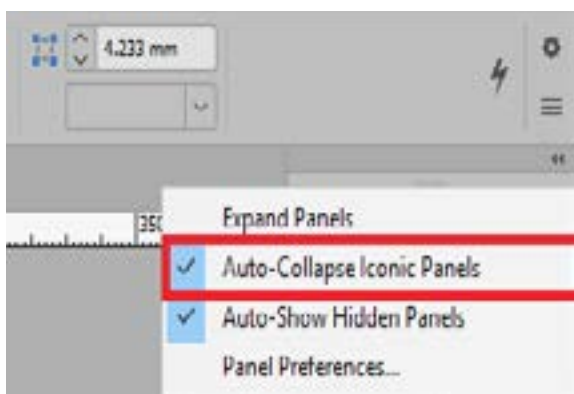 4.233 mm
350
Expand Panels
Auto-Collapse Iconic Panels
Auto-Show Hidden Panels
Panel Preferences...